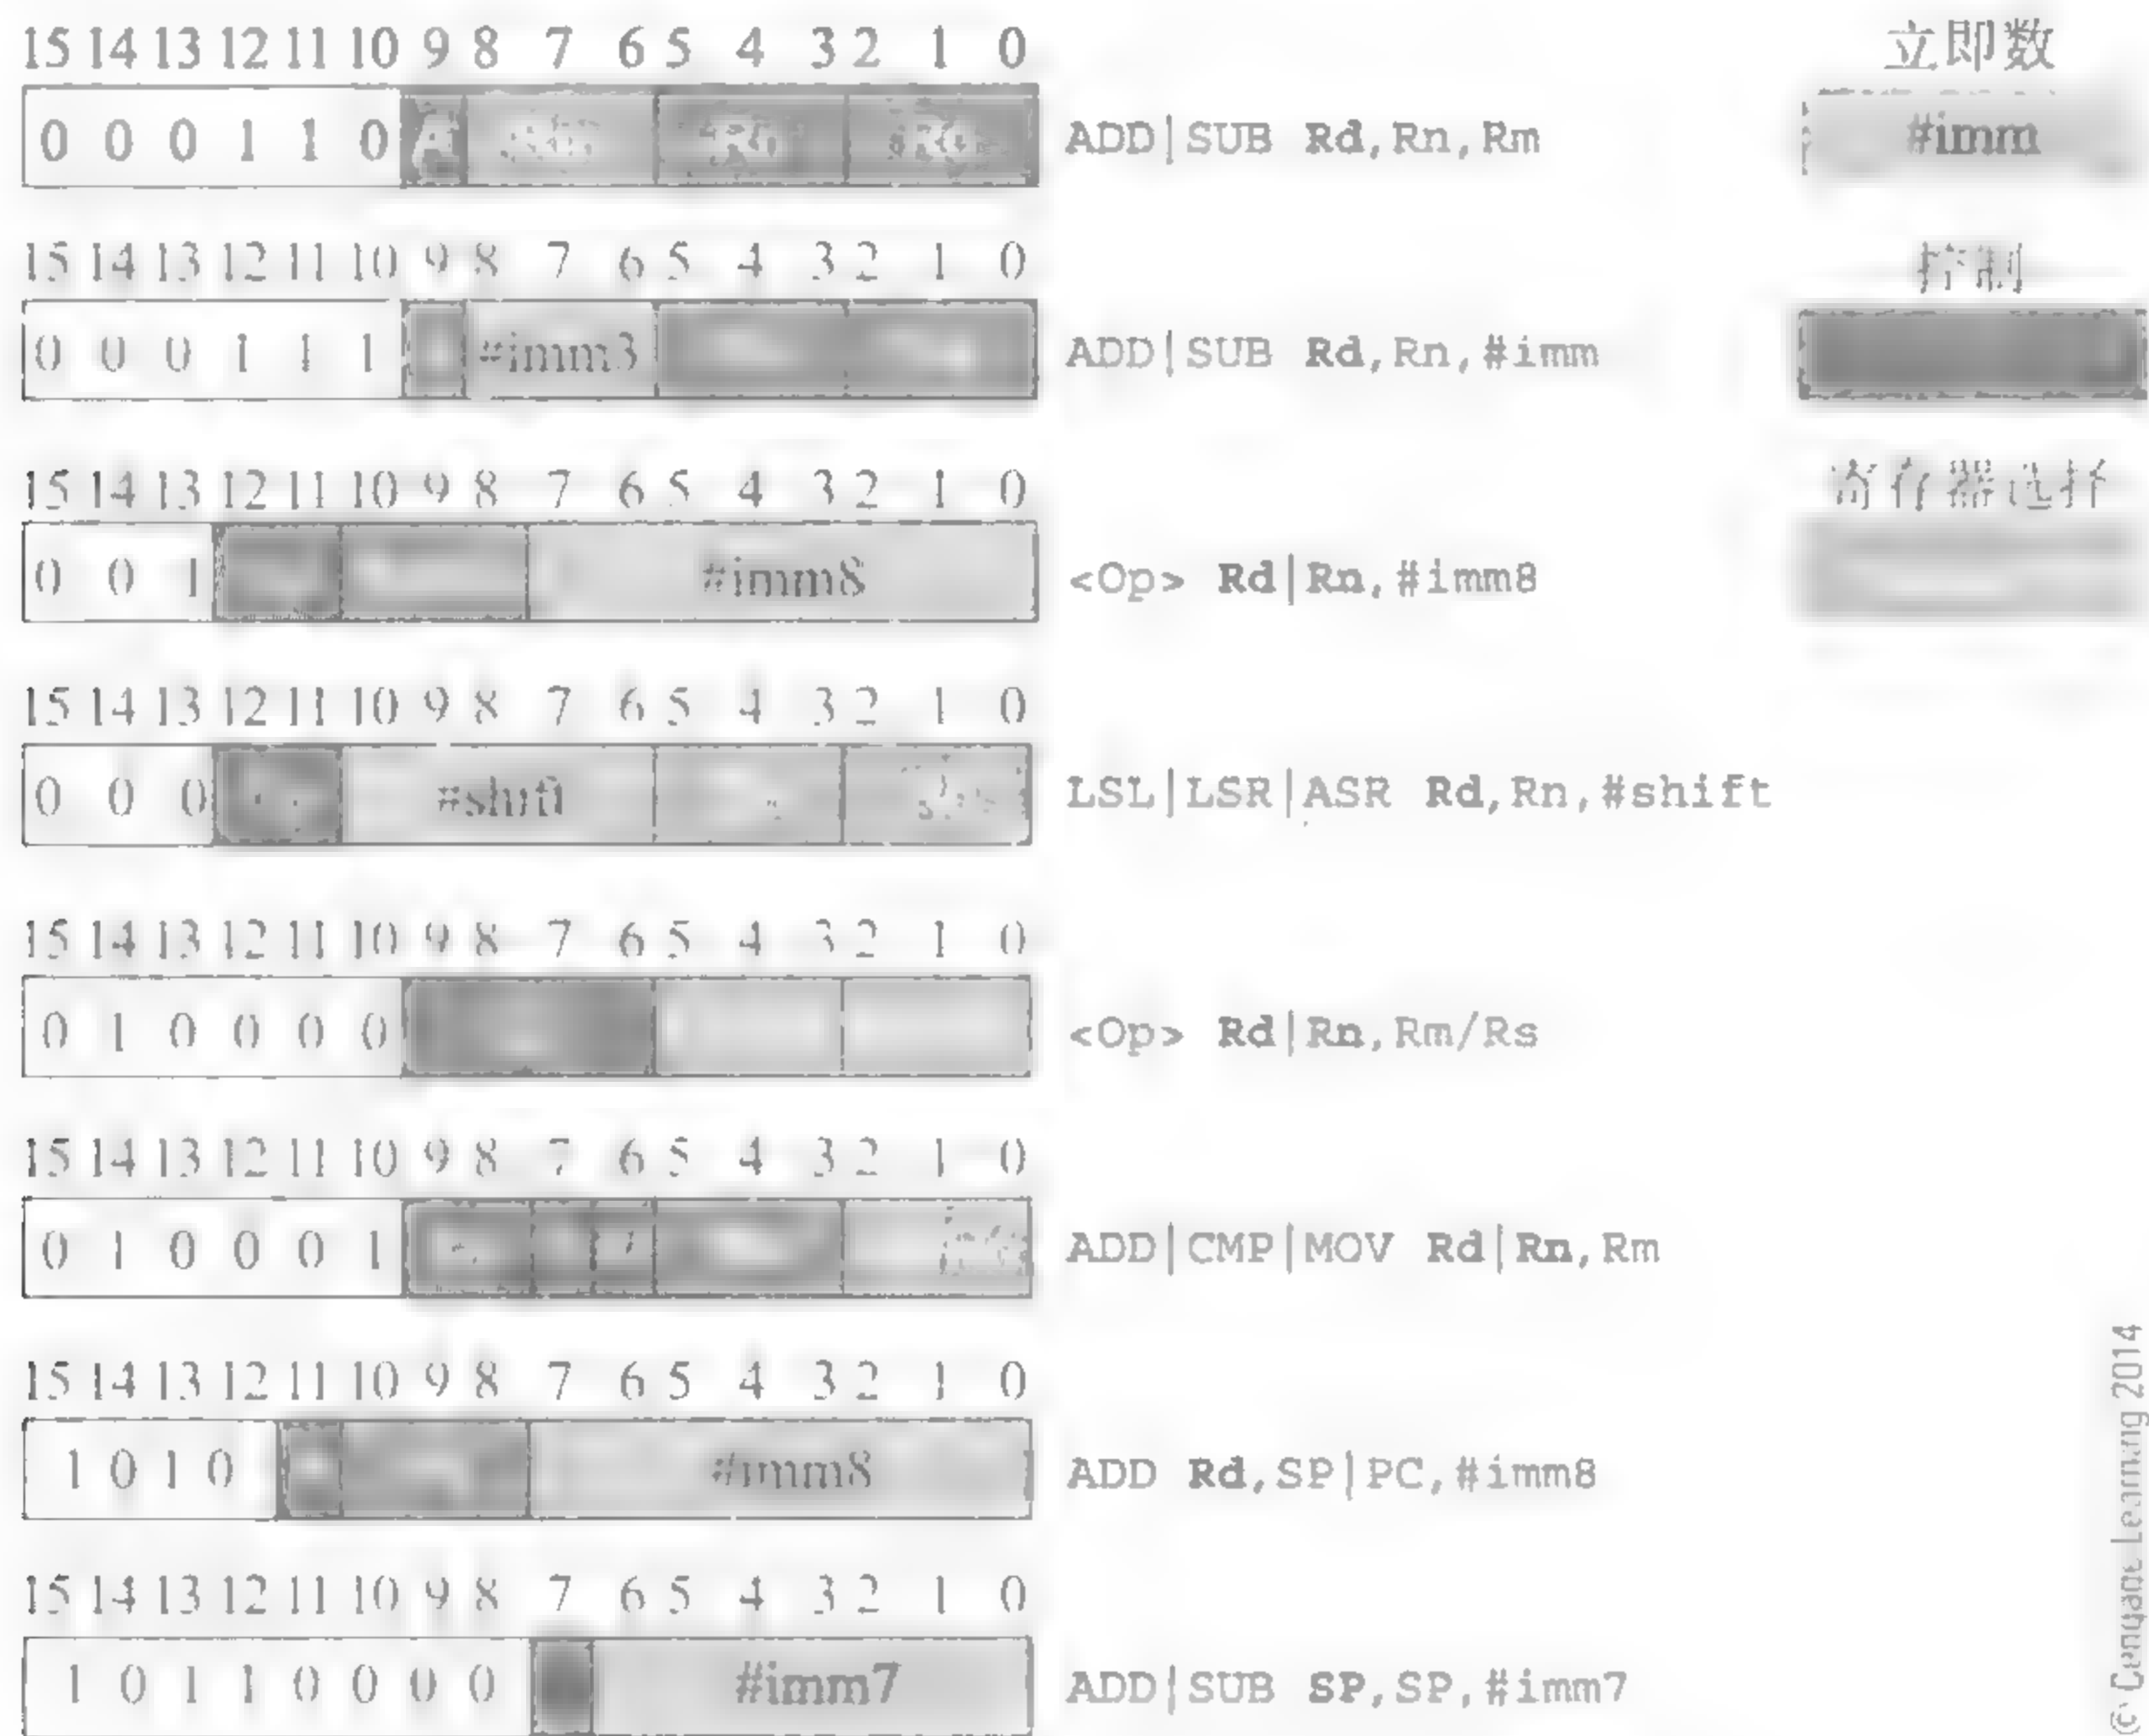 15 14 13 12 11 10 9 8 7 6 5 4 3 2 1 0
0 0 0 1 1 0 A
ADD|SUB Rd,Rn,Rm
立即数
#imm
15 14 13 12 11 10 9 8 7 6 5 4 3 2 1 0
0 0 0 1 1 1 #imm3
ADD|SUB Rd,Rn,#imm
控制
15 14 13 12 11 10 9 8 7 6 5 4 3 2 1 0
0 0 1 #imm8
<Op> Rd|Rn,#imm8
寄存器选择
15 14 13 12 11 10 9 8 7 6 5 4 3 2 1 0
0 0 0 #shift
LSL|LSR|ASR Rd,Rn,#shift
15 14 13 12 11 10 9 8 7 6 5 4 3 2 1 0
0 1 0 0 0 0
<Op> Rd|Rn,Rm/Rs
15 14 13 12 11 10 9 8 7 6 5 4 3 2 1 0
0 1 0 0 0 1
ADD|CMP|MOV Rd|Rn,Rm
15 14 13 12 11 10 9 8 7 6 5 4 3 2 1 0
1 0 1 0 #imm8
ADD Rd,SP|PC,#imm8
15 14 13 12 11 10 9 8 7 6 5 4 3 2 1 0
1 0 1 1 0 0 0 0 #imm7
ADD|SUB SP,SP,#imm7
© Cengage Learning 2014